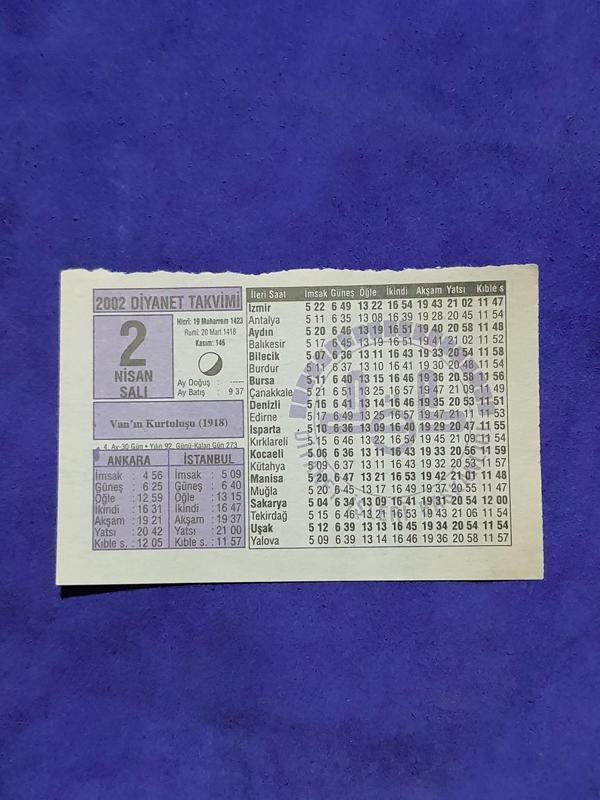 2002 DİYANET TAKVİMİ
2
NİSAN
SALI
Hicri: 19 Muharrem 1423
Rumi: 20 Mart 1418
Kasım: 146
Ay Doğuş : -----
Ay Batış : 9 37
Van'ın Kurtuluşu (1918)
4. Ay-30 Gün • Yılın 92. Günü-Kalan Gün 273
ANKARA
İmsak : 4 56
Güneş : 6 25
Öğle : 12 59
İkindi : 16 31
Akşam : 19 21
Yatsı : 20 42
Kıble s. : 12 05
İSTANBUL
İmsak : 5 09
Güneş : 6 40
Öğle : 13 15
İkindi : 16 47
Akşam : 19 37
Yatsı : 21 00
Kıble s. : 11 57
İleri Saat İmsak Güneş Öğle İkindi Akşam Yatsı Kıble s
İzmir 5 22 6 49 13 22 16 54 19 43 21 02 11 47
Antalya 5 11 6 35 13 08 16 39 19 28 20 45 11 54
Aydın 5 20 6 46 13 19 16 51 19 40 20 58 11 48
Balıkesir 5 17 6 45 13 19 16 51 19 41 21 02 11 52
Bilecik 5 07 6 36 13 11 16 43 19 33 20 54 11 58
Burdur 5 11 6 37 13 10 16 41 19 30 20 48 11 54
Bursa 5 11 6 40 13 15 16 46 19 36 20 58 11 56
Çanakkale 5 21 6 51 13 25 16 57 19 47 21 09 11 49
Denizli 5 16 6 41 13 14 16 46 19 35 20 53 11 51
Edirne 5 17 6 49 13 25 16 57 19 47 21 11 11 53
Isparta 5 10 6 36 13 09 16 40 19 29 20 47 11 55
Kırklareli 5 15 6 46 13 22 16 54 19 45 21 09 11 54
Kocaeli 5 06 6 36 13 11 16 43 19 33 20 56 11 59
Kütahya 5 09 6 37 13 11 16 43 19 32 20 53 11 57
Manisa 5 20 6 47 13 21 16 53 19 42 21 01 11 48
Muğla 5 20 6 45 13 17 16 49 19 37 20 55 11 47
Sakarya 5 04 6 34 13 09 16 41 19 31 20 54 12 00
Tekirdağ 5 15 6 46 13 21 16 53 19 43 21 06 11 54
Uşak 5 12 6 39 13 13 16 45 19 34 20 54 11 54
Yalova 5 09 6 39 13 14 16 46 19 36 20 58 11 57